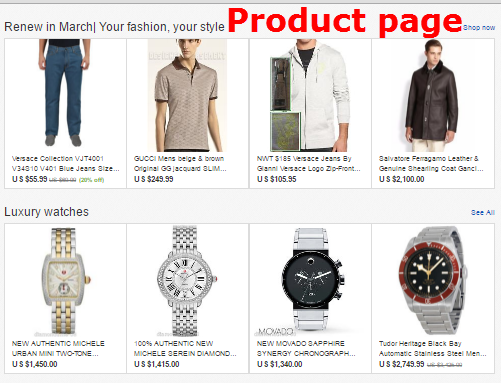 Product page
Renew in March| Your fashion, your style
Shop now
Versace Collection VJT4001
V34S10 V401 Blue Jeans Size...
US $55.99 $69.99 (20% off)
GUCCI Mens beige & brown
Original GG jacquard SLIM...
US $249.99
NWT $185 Versace Jeans By
Gianni Versace Logo Zip-Front...
US $105.95
Salvatore Ferragamo Leather &
Genuine Shearling Coat Ganci...
US $2,100.00
Luxury watches
See All
NEW AUTHENTIC MICHELE
URBAN MINI TWO-TONE...
US $1,450.00
100% AUTHENTIC NEW
MICHELE SEREIN DIAMOND...
US $1,415.00
MOVADO
NEW MOVADO SAPPHIRE
SYNERGY CHRONOGRAPH...
US $1,340.00
Tudor Heritage Black Bay
Automatic Stainless Steel Men...
US $2,749.99